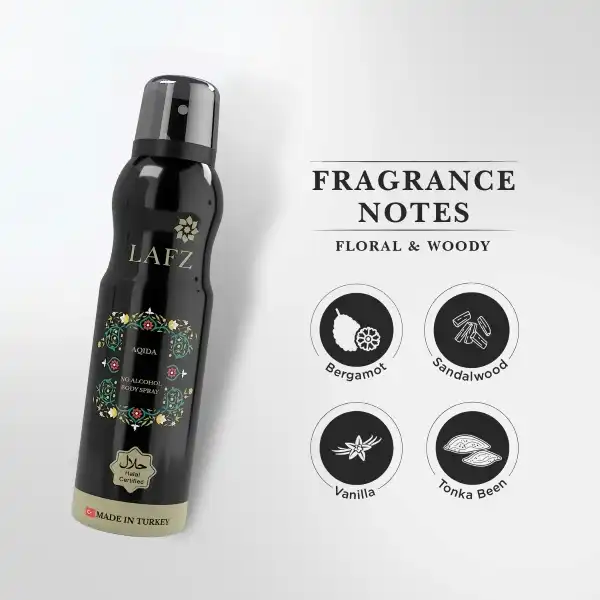 LAFZ
AQIDA
NO ALCOHOL
BODY SPRAY
حلال
Halal
Certified
MADE IN TURKEY
FRAGRANCE
NOTES
FLORAL & WOODY
Bergamot
Sandalwood
Vanilla
Tonka Been